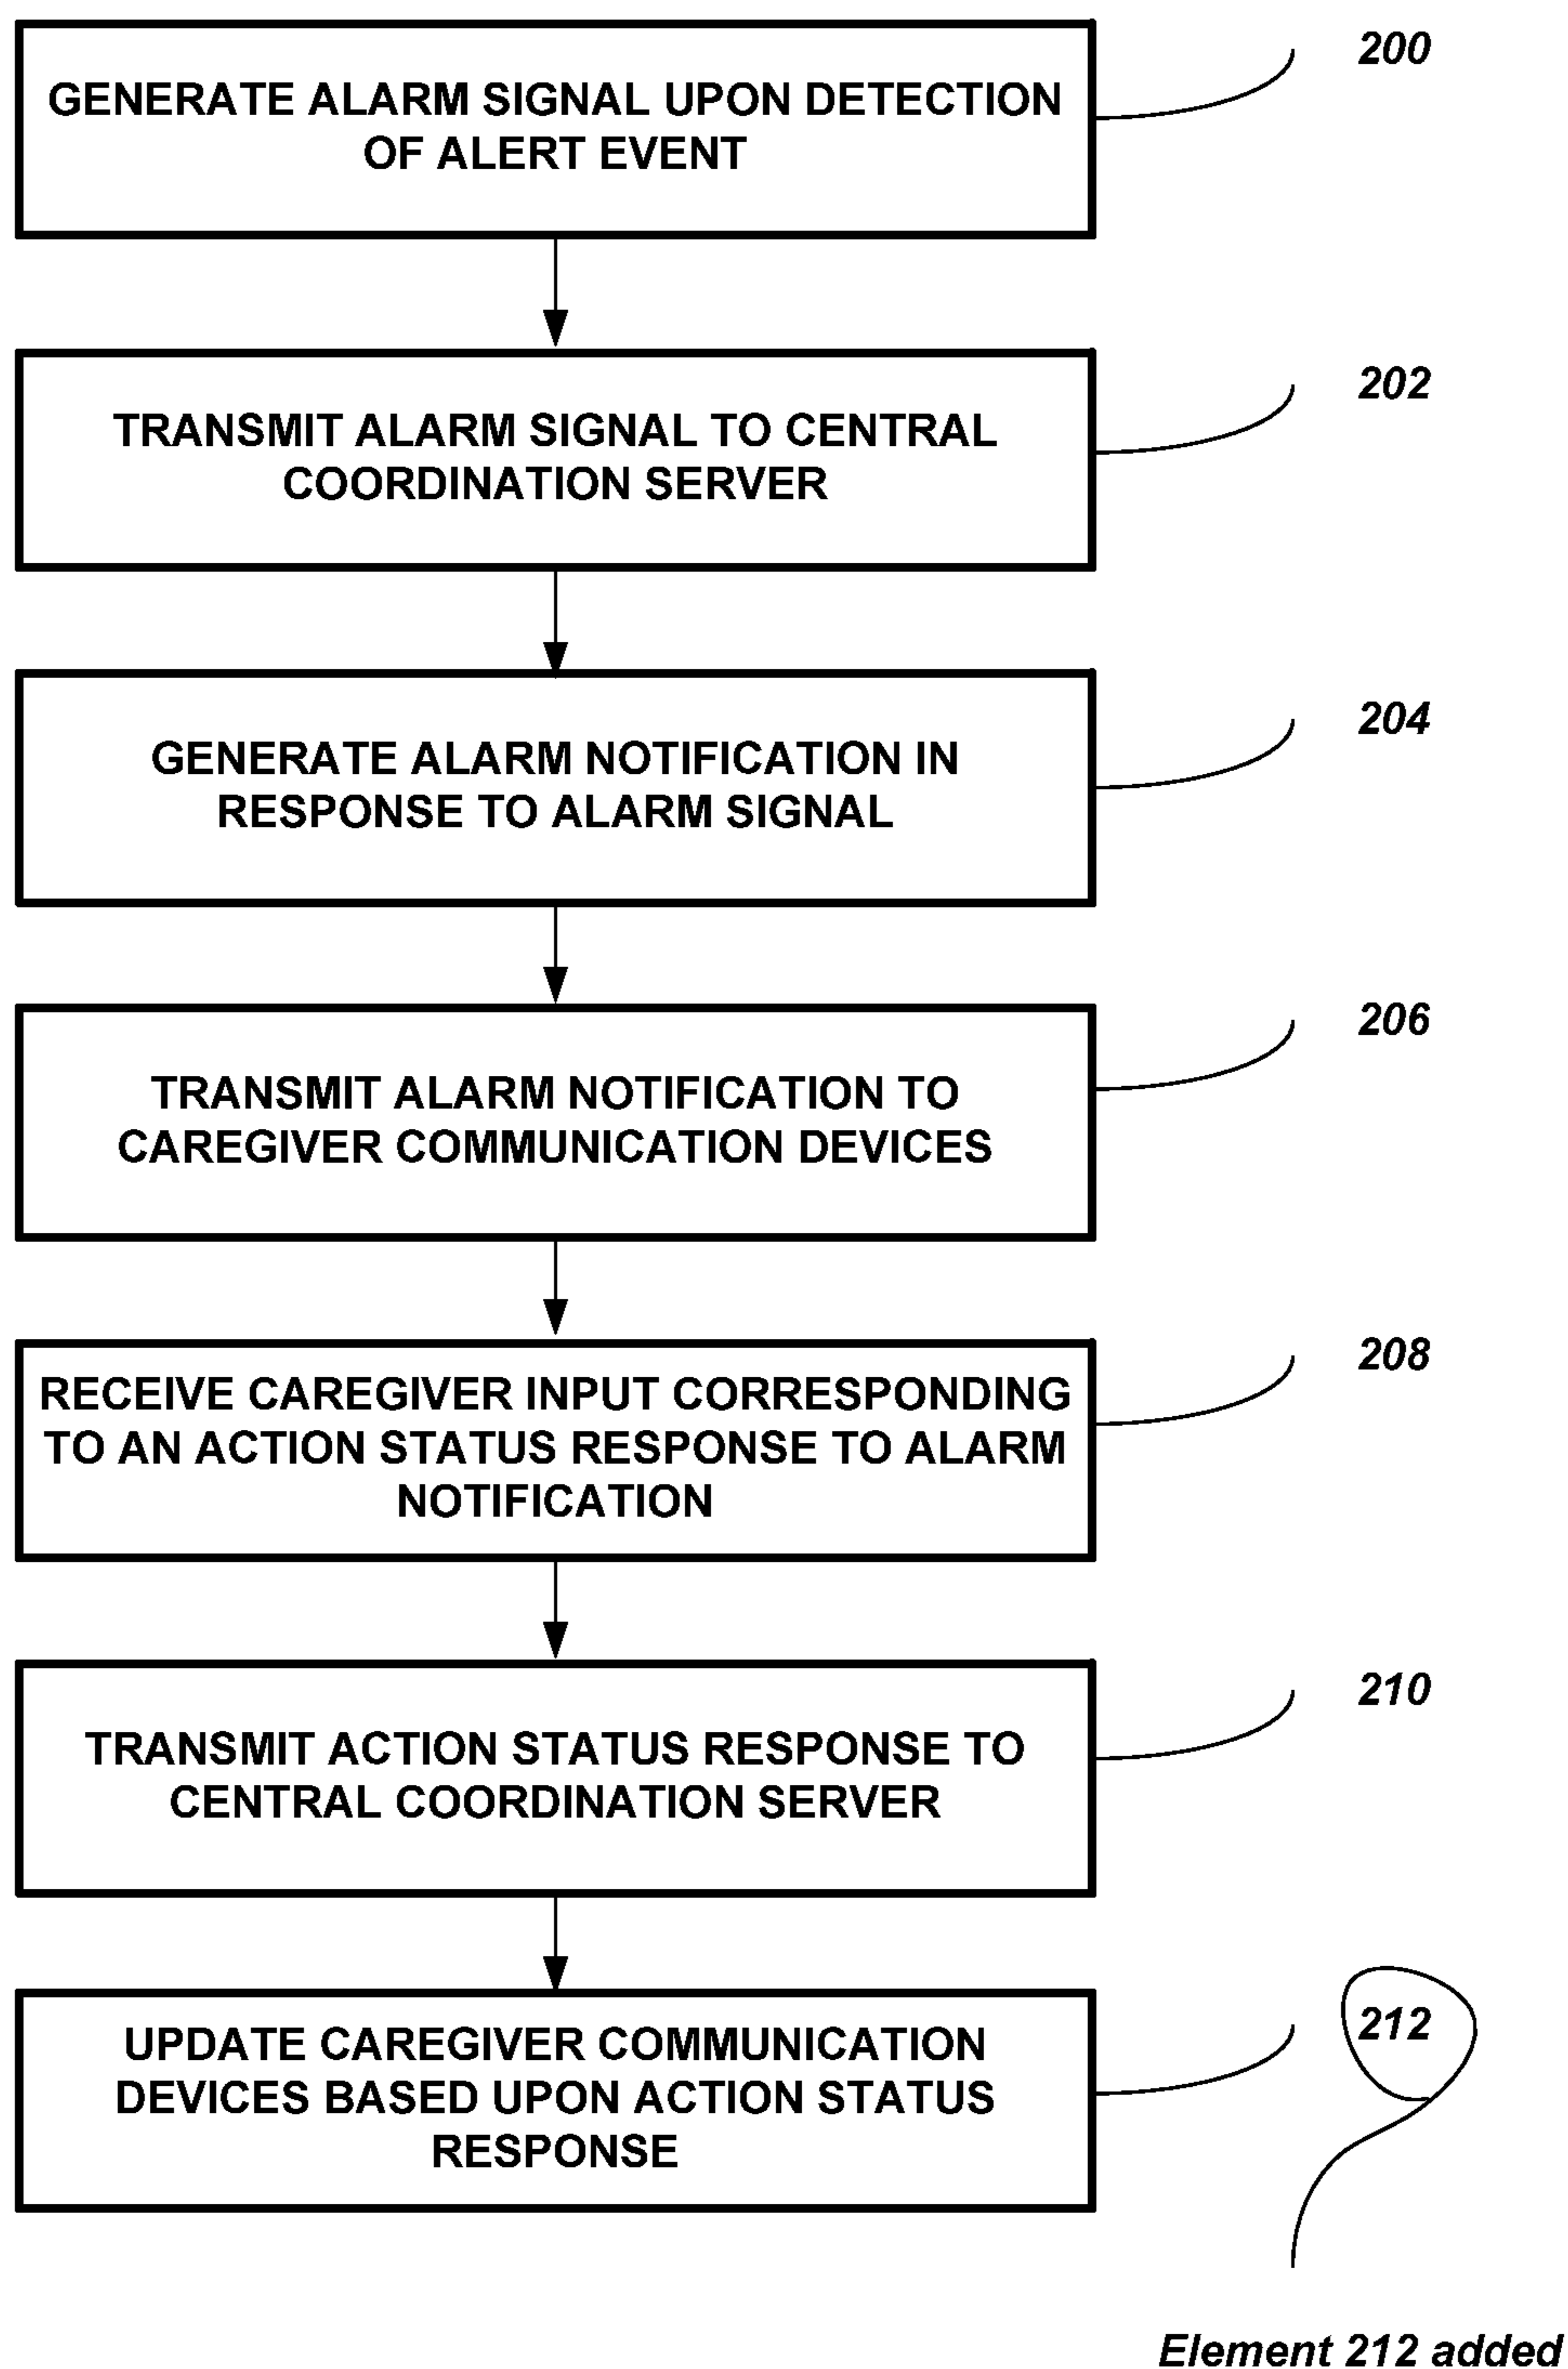 GENERATE ALARM SIGNAL UPON DETECTION
OF ALERT EVENT
200
TRANSMIT ALARM SIGNAL TO CENTRAL
COORDINATION SERVER
202
GENERATE ALARM NOTIFICATION IN
RESPONSE TO ALARM SIGNAL
204
TRANSMIT ALARM NOTIFICATION TO
CAREGIVER COMMUNICATION DEVICES
206
RECEIVE CAREGIVER INPUT CORRESPONDING
TO AN ACTION STATUS RESPONSE TO ALARM
NOTIFICATION
208
TRANSMIT ACTION STATUS RESPONSE TO
CENTRAL COORDINATION SERVER
210
UPDATE CAREGIVER COMMUNICATION
DEVICES BASED UPON ACTION STATUS
RESPONSE
212
Element 212 added